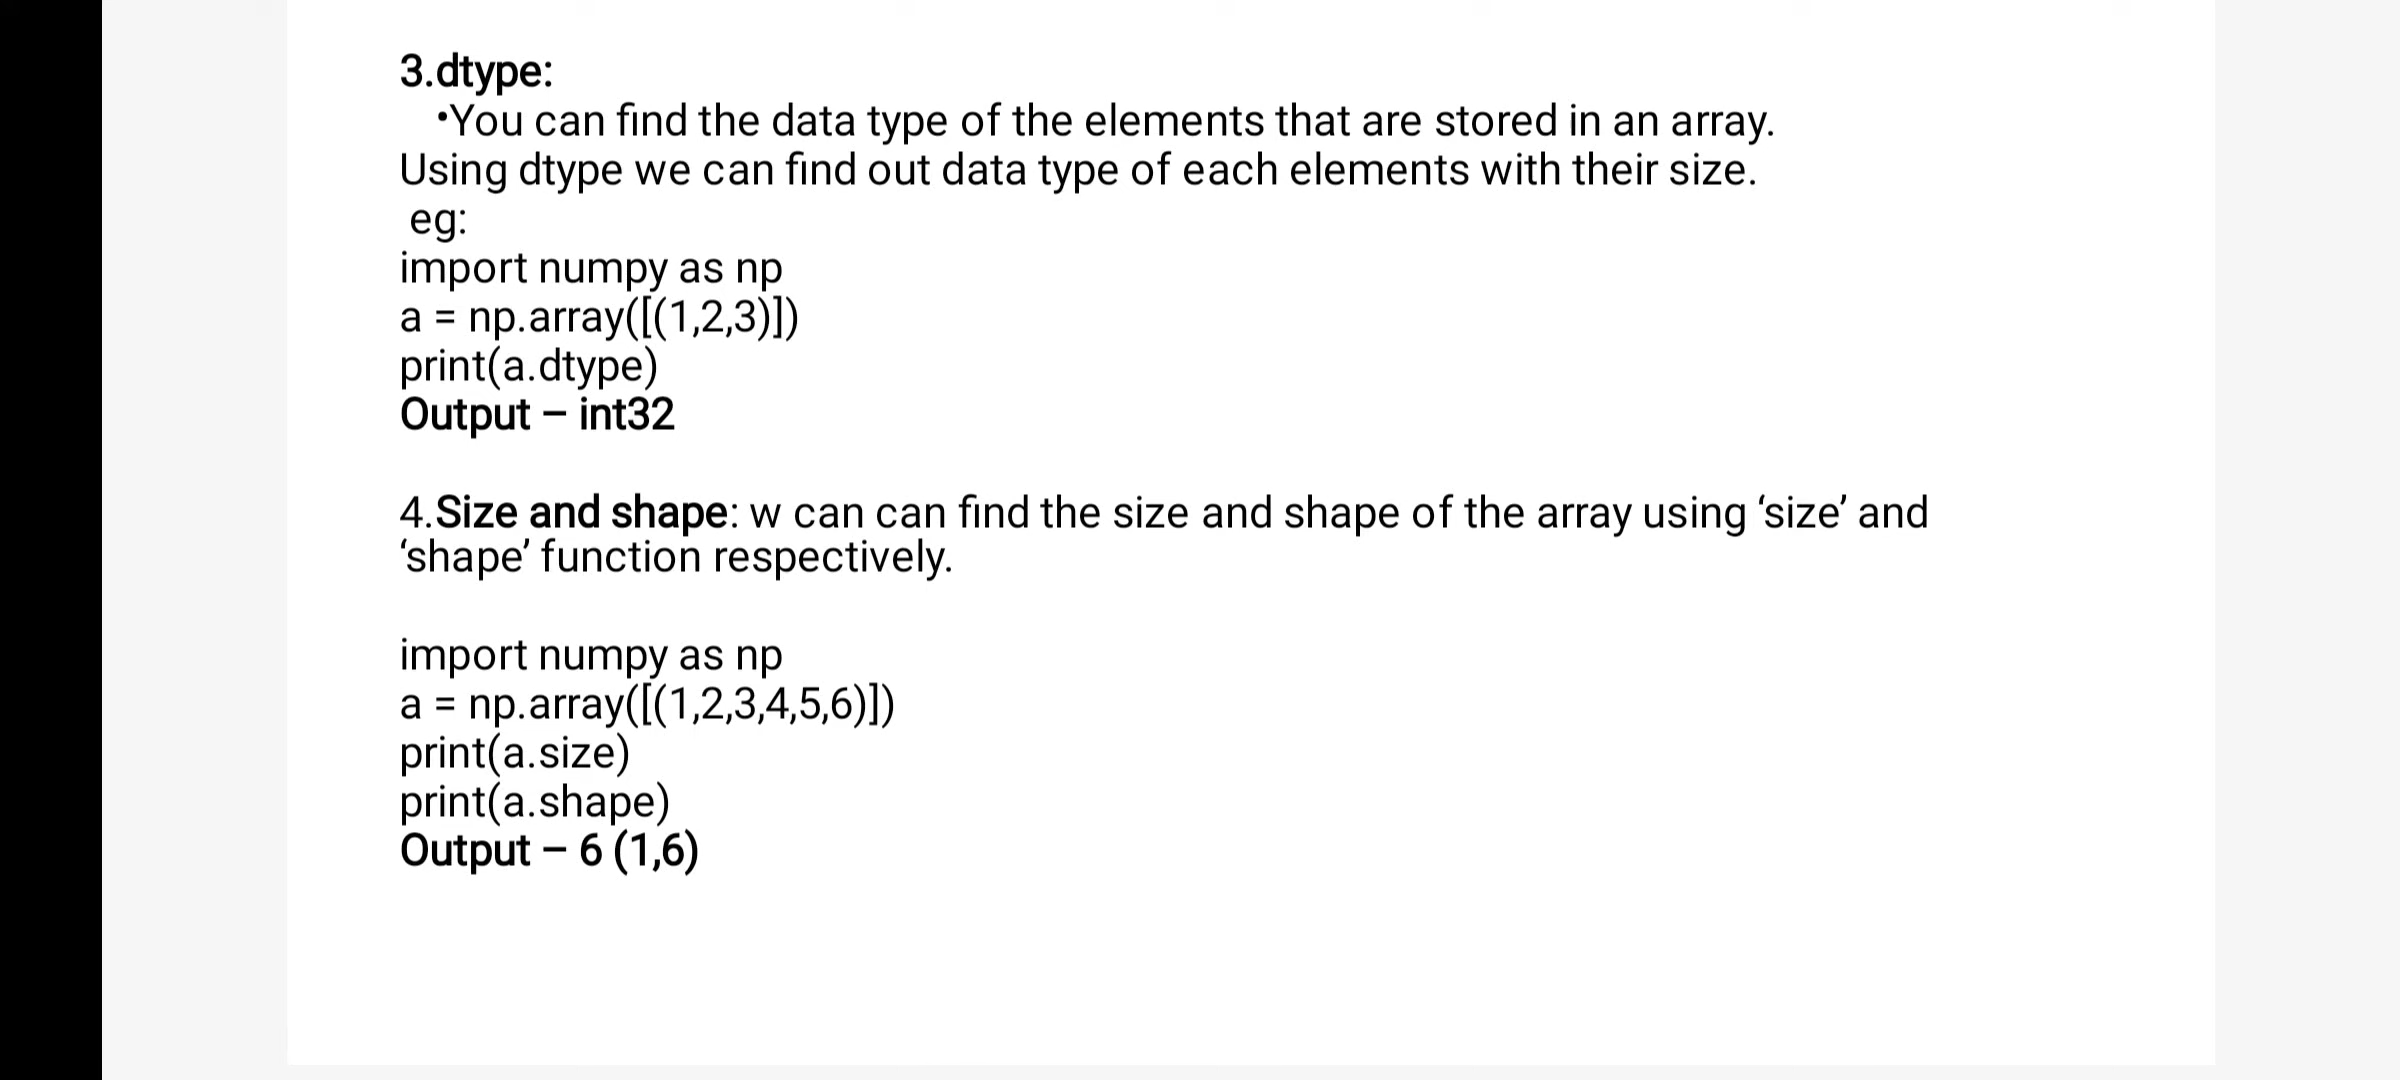 3.dtype:
•You can find the data type of the elements that are stored in an array.
Using dtype we can find out data type of each elements with their size.
eg:
import numpy as np
a = np.array([(1,2,3)])
print(a.dtype)
Output – int32
4.Size and shape: w can can find the size and shape of the array using ‘size’ and
‘shape’ function respectively.
import numpy as np
a = np.array([(1,2,3,4,5,6)])
print(a.size)
print(a.shape)
Output – 6 (1,6)